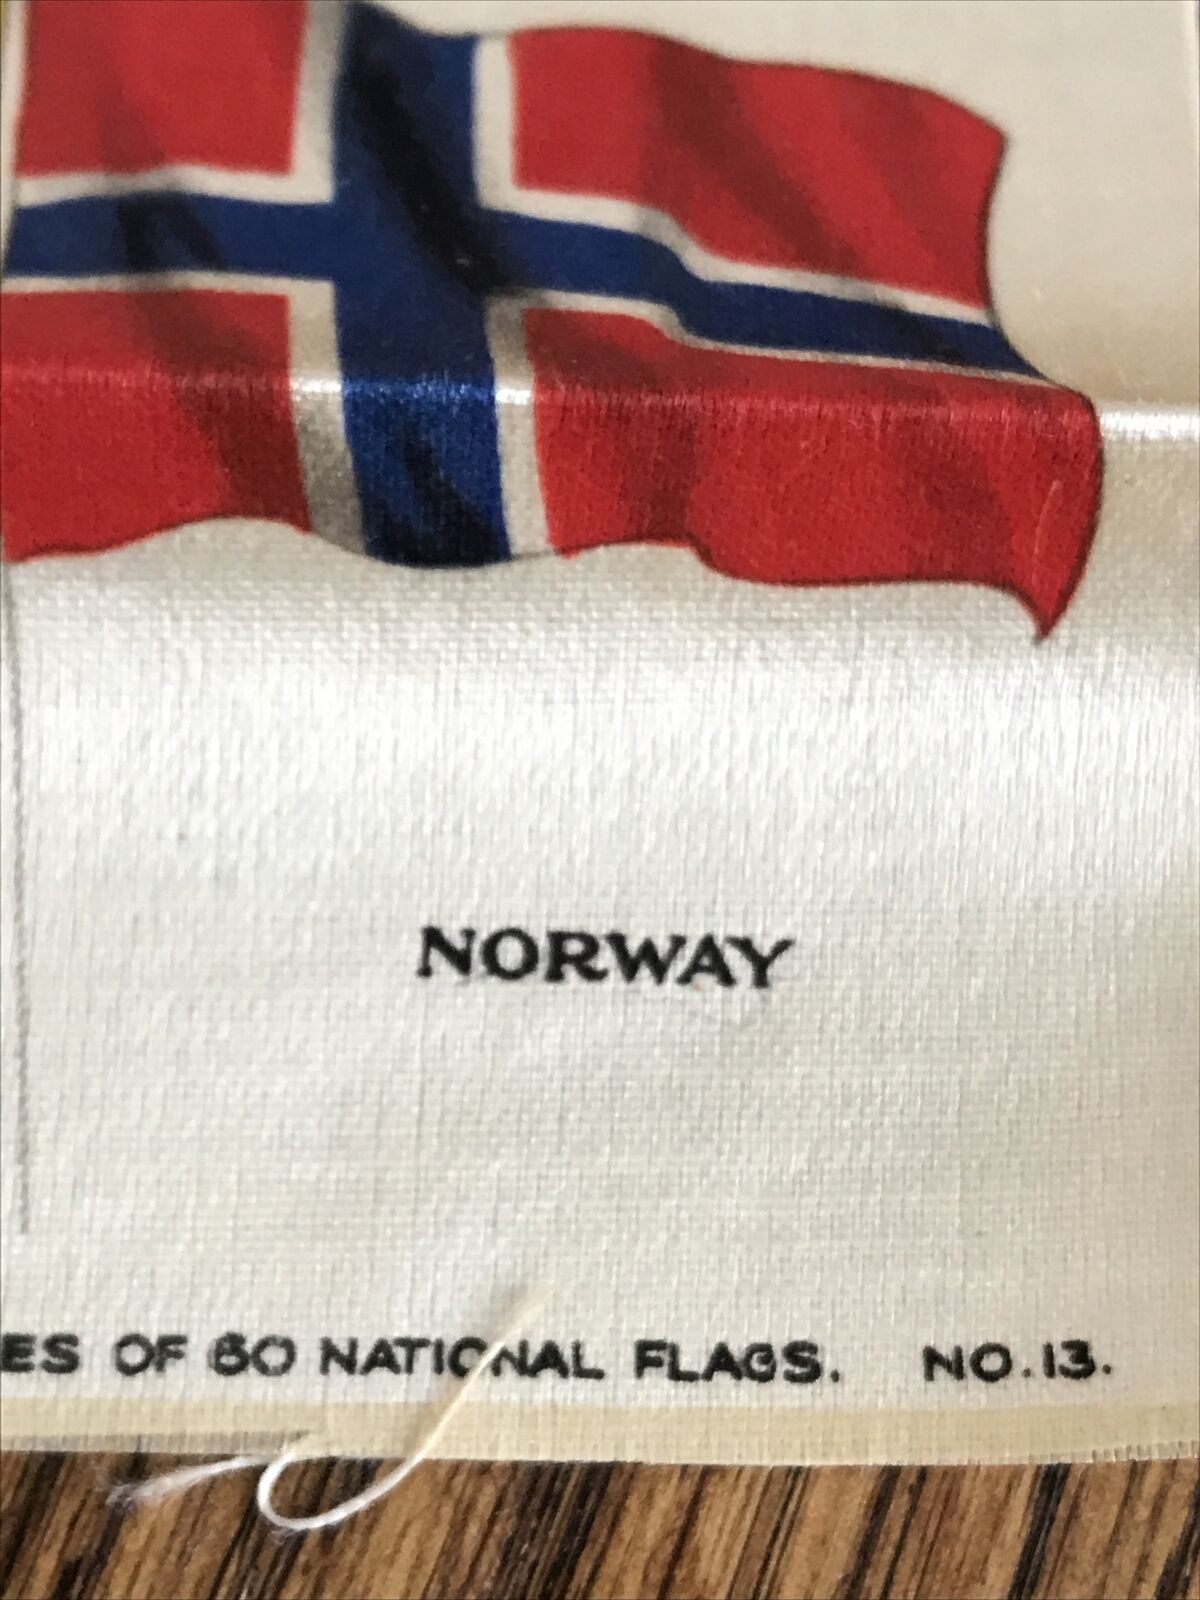 NORWAY
ES OF 60 NATIONAL FLAGS. NO. 13.